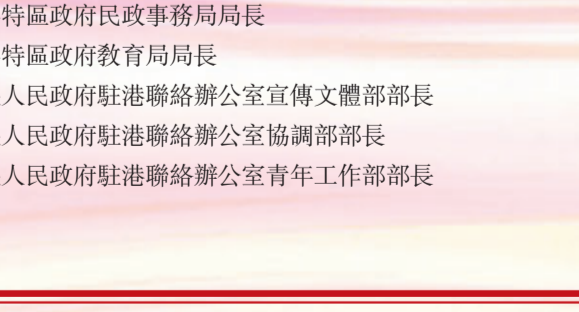 特區政府民政事務局局長
特區政府教育局局長
人民政府駐港聯絡辦公室宣傳文體部部長
人民政府駐港聯絡辦公室協調部部長
人民政府駐港聯絡辦公室青年工作部部長